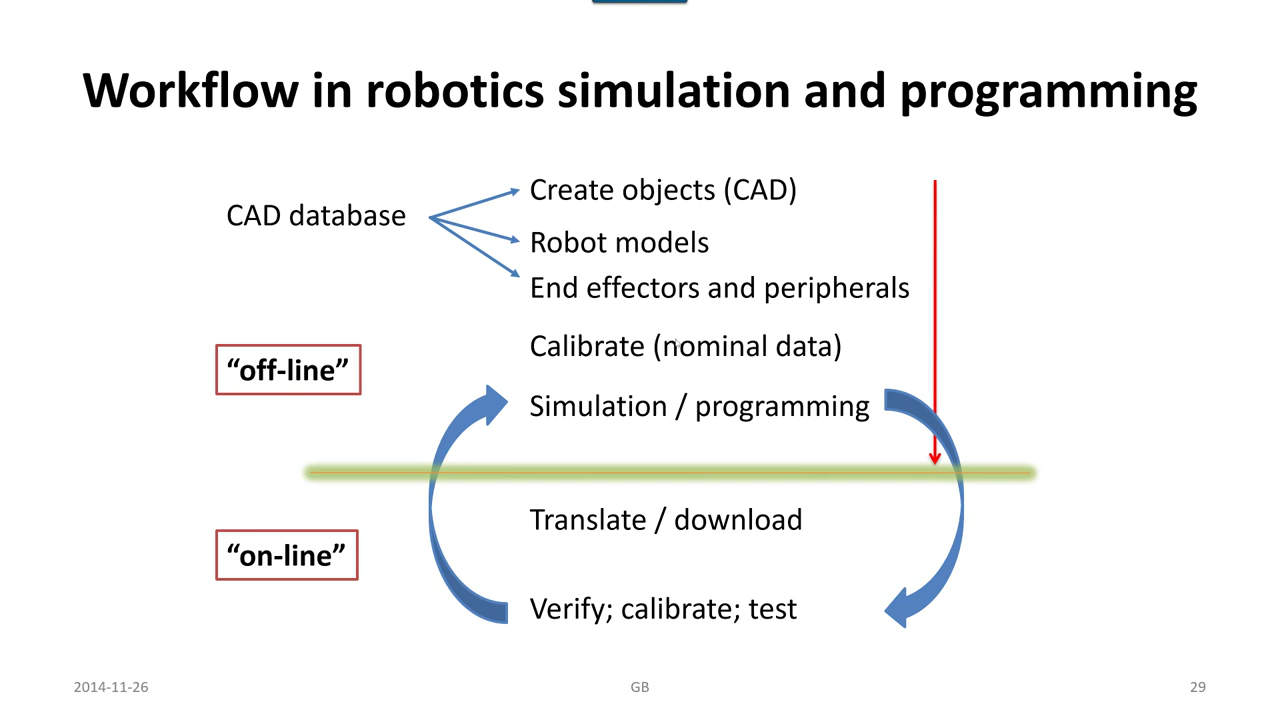 Workflow in robotics simulation and programming
CAD database
Create objects (CAD)
Robot models
End effectors and peripherals
Calibrate (nominal data)
“off-line”
Simulation / programming
Translate / download
“on-line”
Verify; calibrate; test
2014-11-26
GB
29